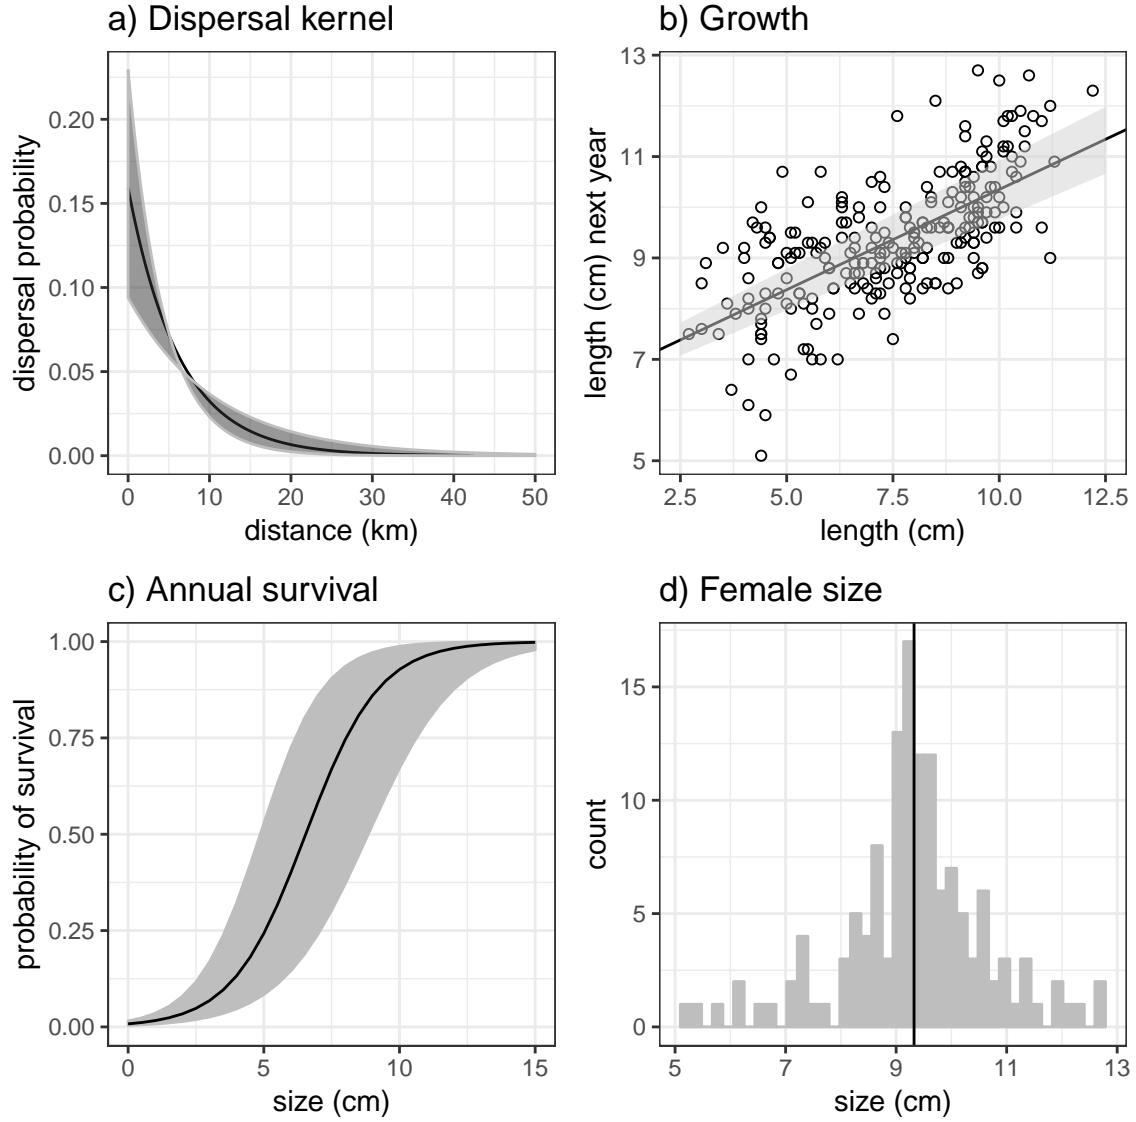 a) Dispersal kernel
dispersal probability
0.20
0.15
0.10
0.05
0.00
0 10 20 30 40 50
distance (km)
b) Growth
length (cm) next year
13
11
9
7
5
2.5 5.0 7.5 10.0 12.5
length (cm)
c) Annual survival
probability of survival
1.00
0.75
0.50
0.25
0.00
0 5 10 15
size (cm)
d) Female size
count
15
10
5
0
5 7 9 11 13
size (cm)